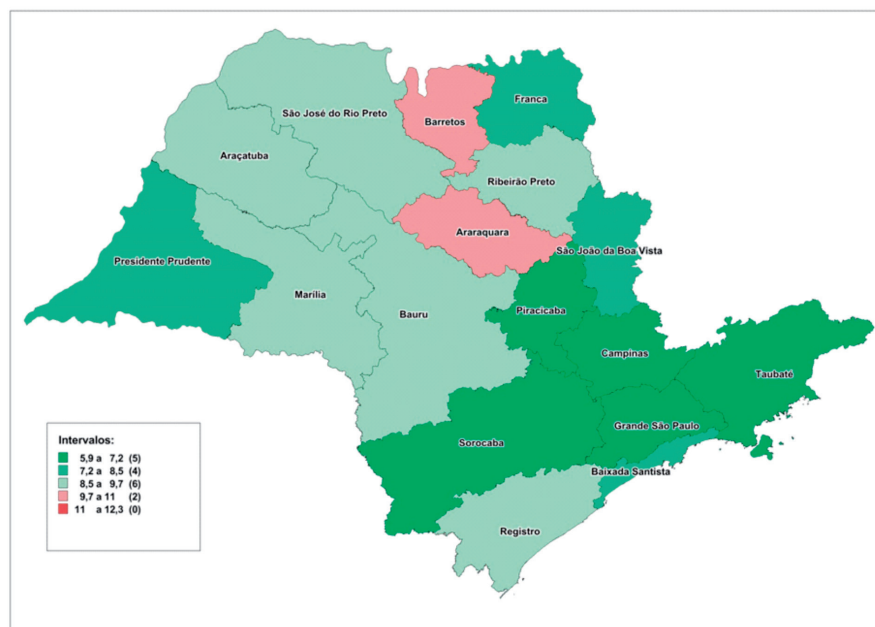 Franca
São José do Rio Preto
Barretos
Araçatuba
Ribeirão Preto
Araraquara
São João da Boa Vista
Presidente Prudente
Marília
Bauru
Piracicaba
Campinas
Taubaté
Grande São Paulo
Sorocaba
Baixada Santista
Registro
Intervalos:
5,9 a 7,2 (5)
7,2 a 8,5 (4)
8,5 a 9,7 (6)
9,7 a 11 (2)
11 a 12,3 (0)